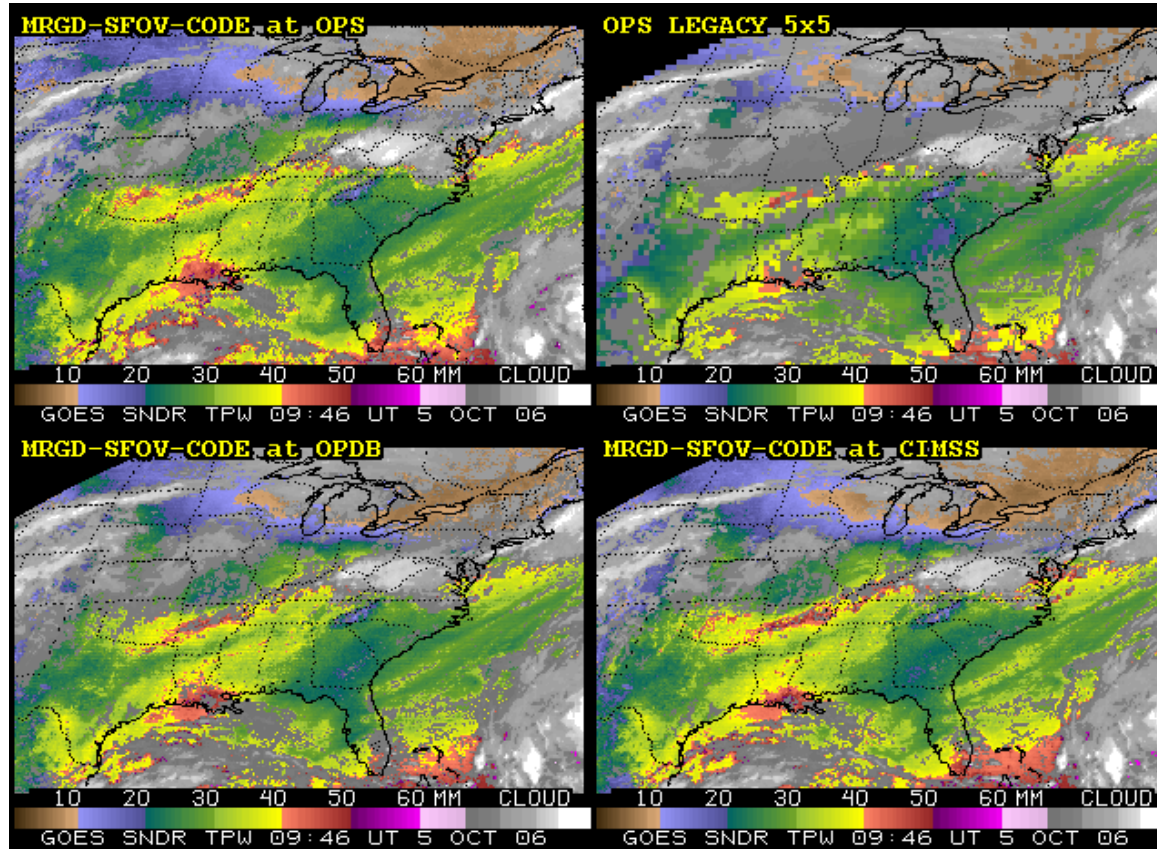 MRGD-SFOV-CODE at OPS
OPS LEGACY 5x5
10 20 30 40 50 60 MM CLOUD
10 20 30 40 50 60 MM CLOUD
GOES SNDR TPW 09:46 UT 5 OCT 06
GOES SNDR TPW 09:46 UT 5 OCT 06
MRGD-SFOV-CODE at OPDB
MRGD-SFOV-CODE at CIMSS
10 20 30 40 50 60 MM CLOUD
10 20 30 40 50 60 MM CLOUD
GOES SNDR TPW 09:46 UT 5 OCT 06
GOES SNDR TPW 09:46 UT 5 OCT 06